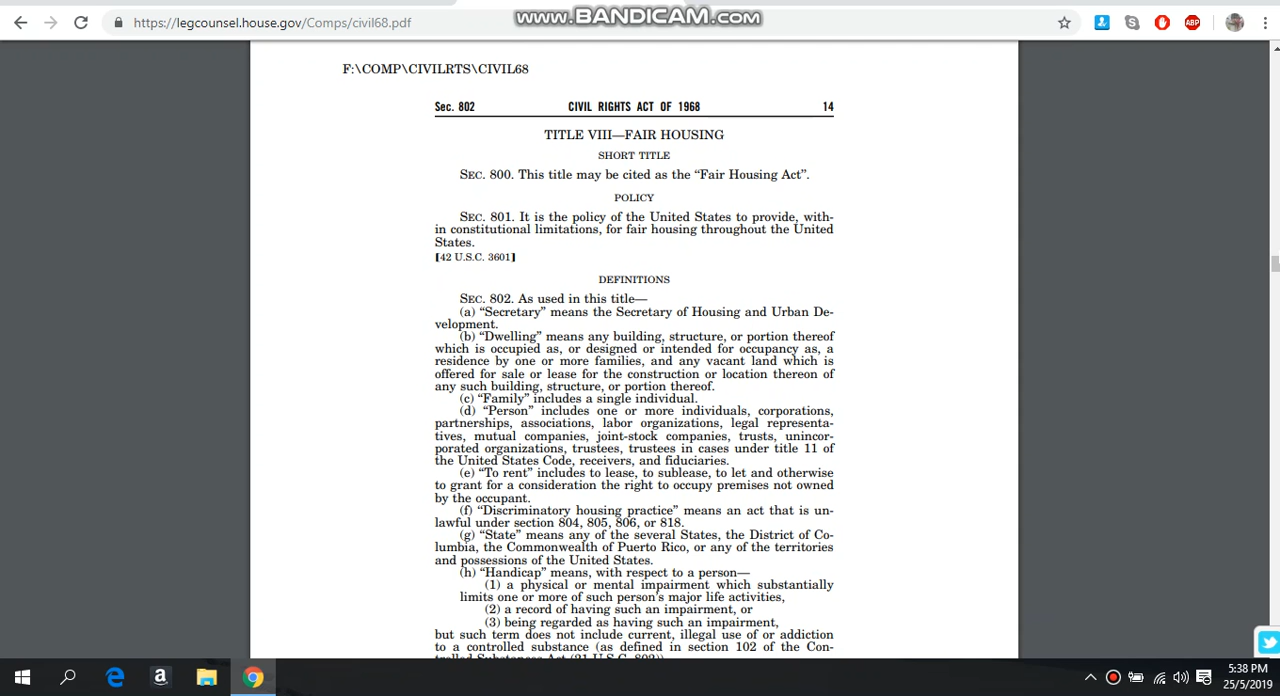 https://legcounsel.house.gov/Comps/civil68.pdf
www.BANDICAM.com
ABP
F:\COMP\CIVILRTS\CIVIL68
Sec. 802 CIVIL RIGHTS ACT OF 1968 14
TITLE VIII—FAIR HOUSING
SHORT TITLE
SEC. 800. This title may be cited as the “Fair Housing Act”.
POLICY
SEC. 801. It is the policy of the United States to provide, with-
in constitutional limitations, for fair housing throughout the United
States.
[42 U.S.C. 3601]
DEFINITIONS
SEC. 802. As used in this title—
(a) “Secretary” means the Secretary of Housing and Urban De-
velopment.
(b) “Dwelling” means any building, structure, or portion thereof
which is occupied as, or designed or intended for occupancy as, a
residence by one or more families, and any vacant land which is
offered for sale or lease for the construction or location thereon of
any such building, structure, or portion thereof.
(c) “Family” includes a single individual.
(d) “Person” includes one or more individuals, corporations,
partnerships, associations, labor organizations, legal representa-
tives, mutual companies, joint-stock companies, trusts, unincor-
porated organizations, trustees, trustees in cases under title 11 of
the United States Code, receivers, and fiduciaries.
(e) “To rent” includes to lease, to sublease, to let and otherwise
to grant for a consideration the right to occupy premises not owned
by the occupant.
(f) “Discriminatory housing practice” means an act that is un-
lawful under section 804, 805, 806, or 818.
(g) “State” means any of the several States, the District of Co-
lumbia, the Commonwealth of Puerto Rico, or any of the territories
and possessions of the United States.
(h) “Handicap” means, with respect to a person—
(1) a physical or mental impairment which substantially
limits one or more of such person’s major life activities,
(2) a record of having such an impairment, or
(3) being regarded as having such an impairment,
but such term does not include current, illegal use of or addiction
to a controlled substance (as defined in section 102 of the Con-
trolled Substances Act (21 U.S.C. 802)).
5:38 PM
25/5/2019